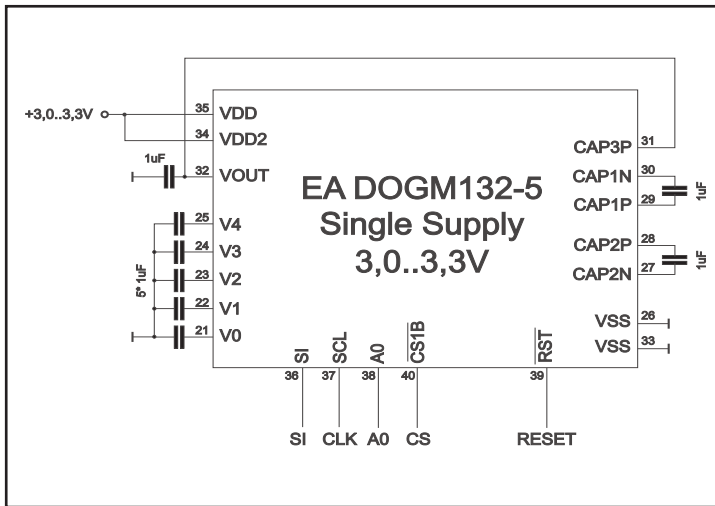 +3,0..3,3V
35 VDD
34 VDD2
1uF
32 VOUT
25 V4
24 V3
23 V2
22 V1
21 V0
5* 1uF
EA DOGM132-5
Single Supply
3,0..3,3V
CAP3P 31
CAP1N 30
CAP1P 29
1uF
CAP2P 28
CAP2N 27
1uF
VSS 26
VSS 33
SI SCL A0 CS1B RST
36 37 38 40 39
SI CLK A0 CS RESET